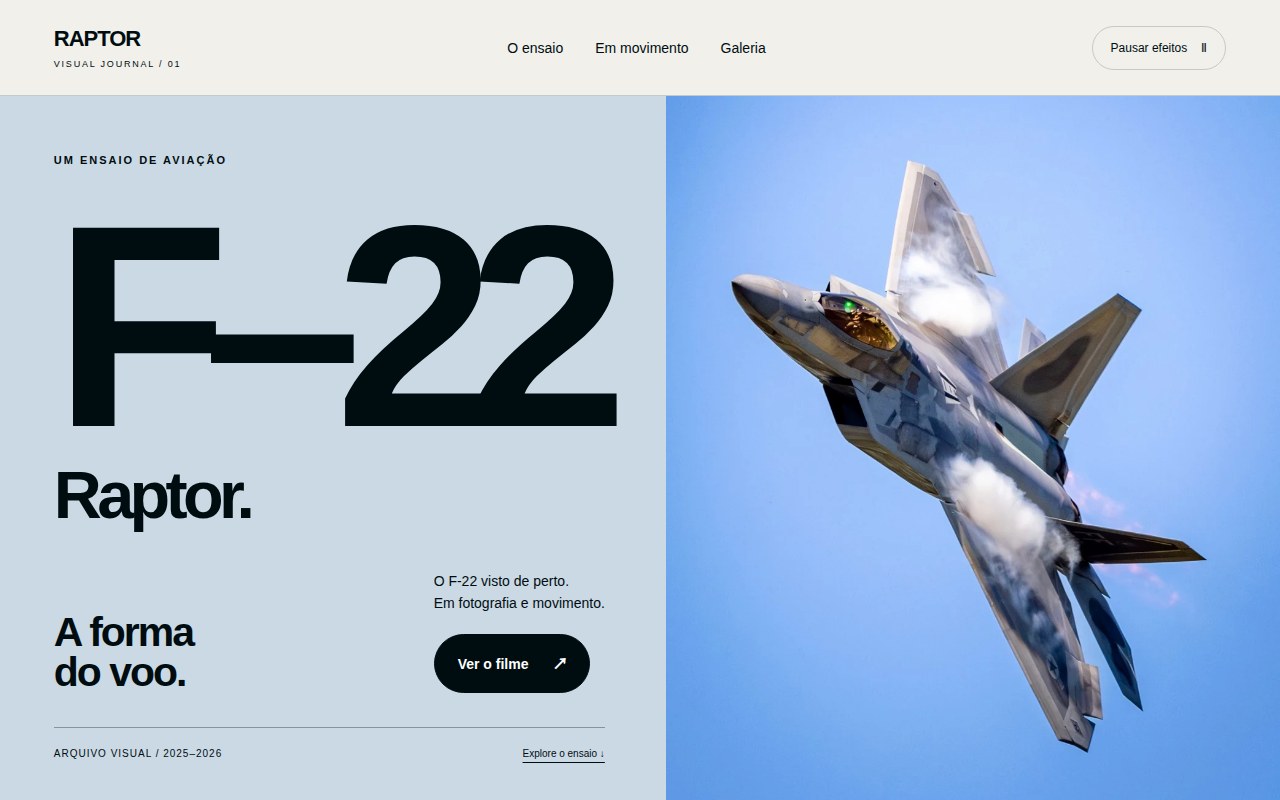 RAPTOR
VISUAL JOURNAL / 01
O ensaio
Em movimento
Galeria
Pausar efeitos
UM ENSAIO DE AVIAÇÃO
F—22
Raptor.
O F-22 visto de perto.
Em fotografia e movimento.
A forma
do voo.
Ver o filme ↗
ARQUIVO VISUAL / 2025–2026
Explore o ensaio ↓